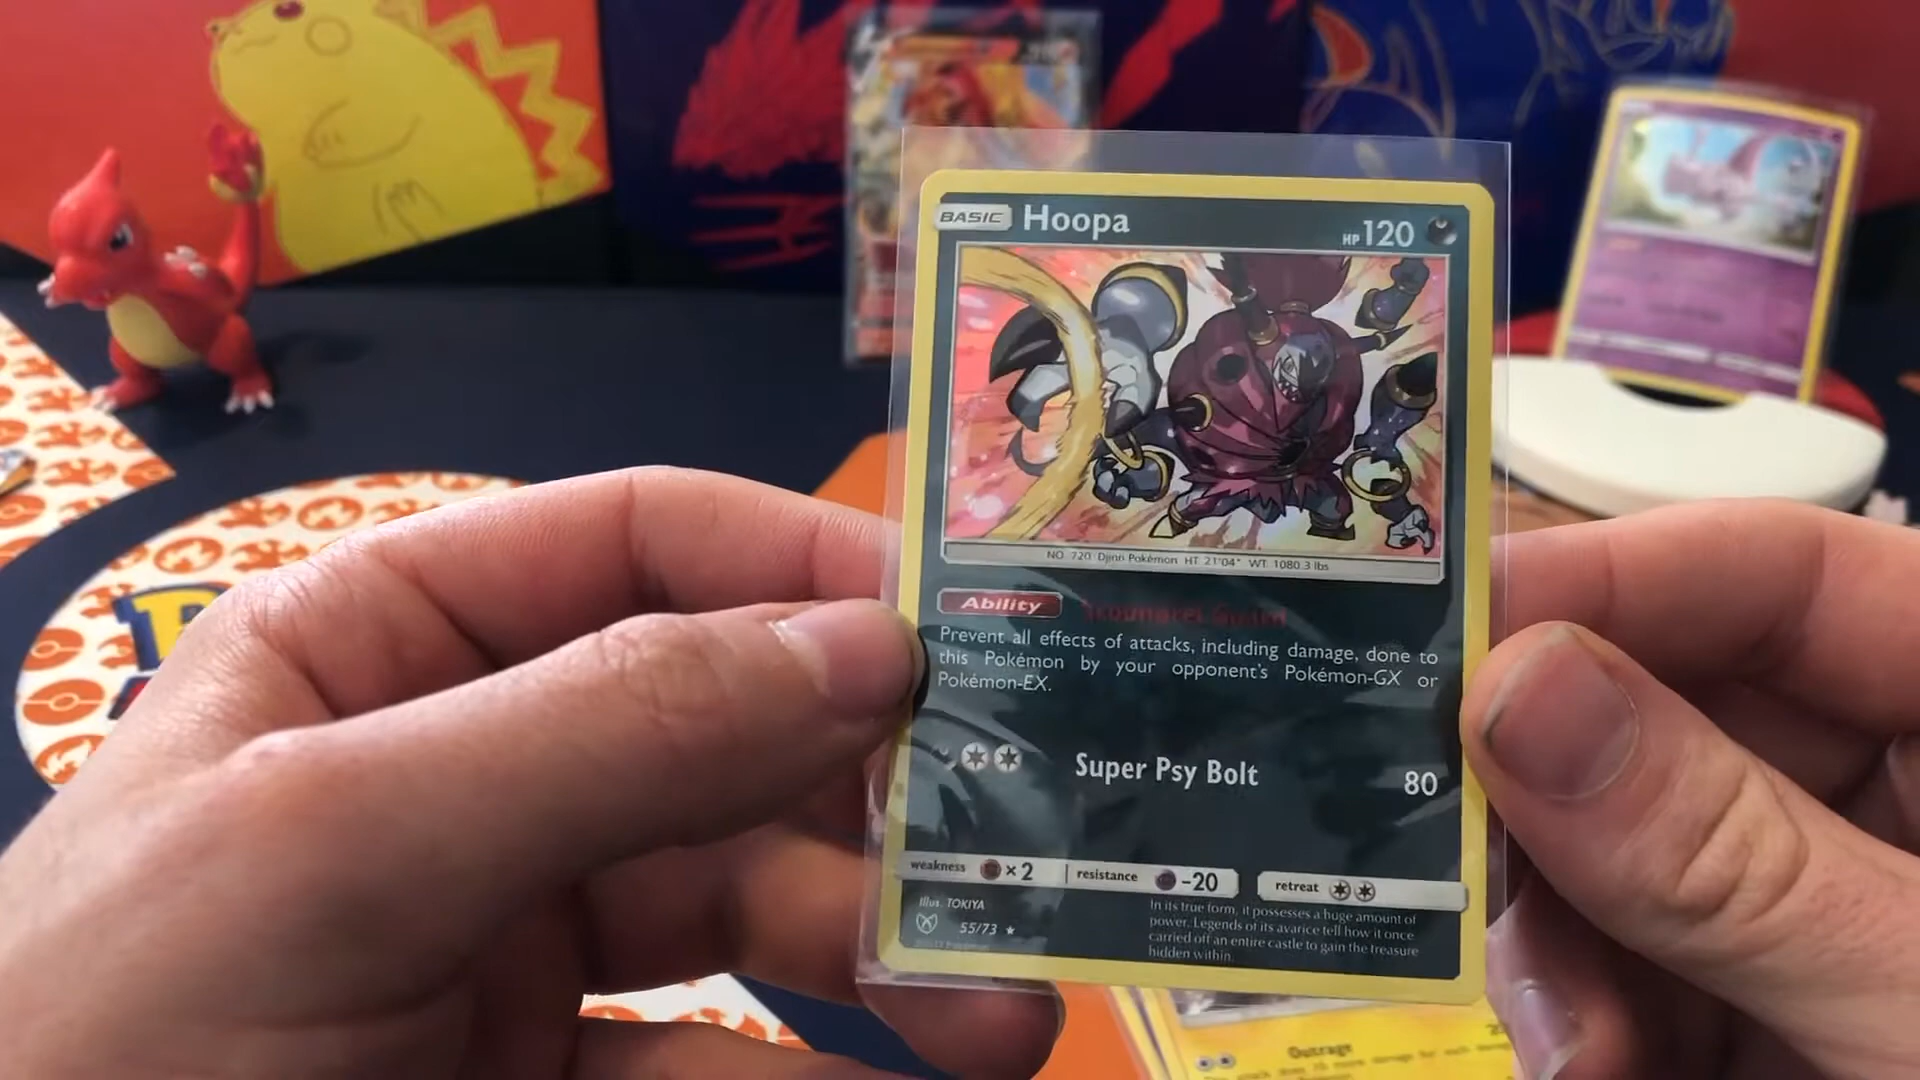 BASIC Hoopa HP 120
NO. 720 Djinn Pokémon HT 21'04" WT 1080.3 lbs
Ability Scoundrel Guard
Prevent all effects of attacks, including damage, done to
this Pokémon by your opponent's Pokémon-GX or
Pokémon-EX.
Super Psy Bolt 80
weakness ×2 resistance -20 retreat
Illus. TOKIYA
55/73
In its true form, it possesses a huge amount of
power. Legends of its avarice tell how it once
carried off an entire castle to gain the treasure
hidden within.
Outrage